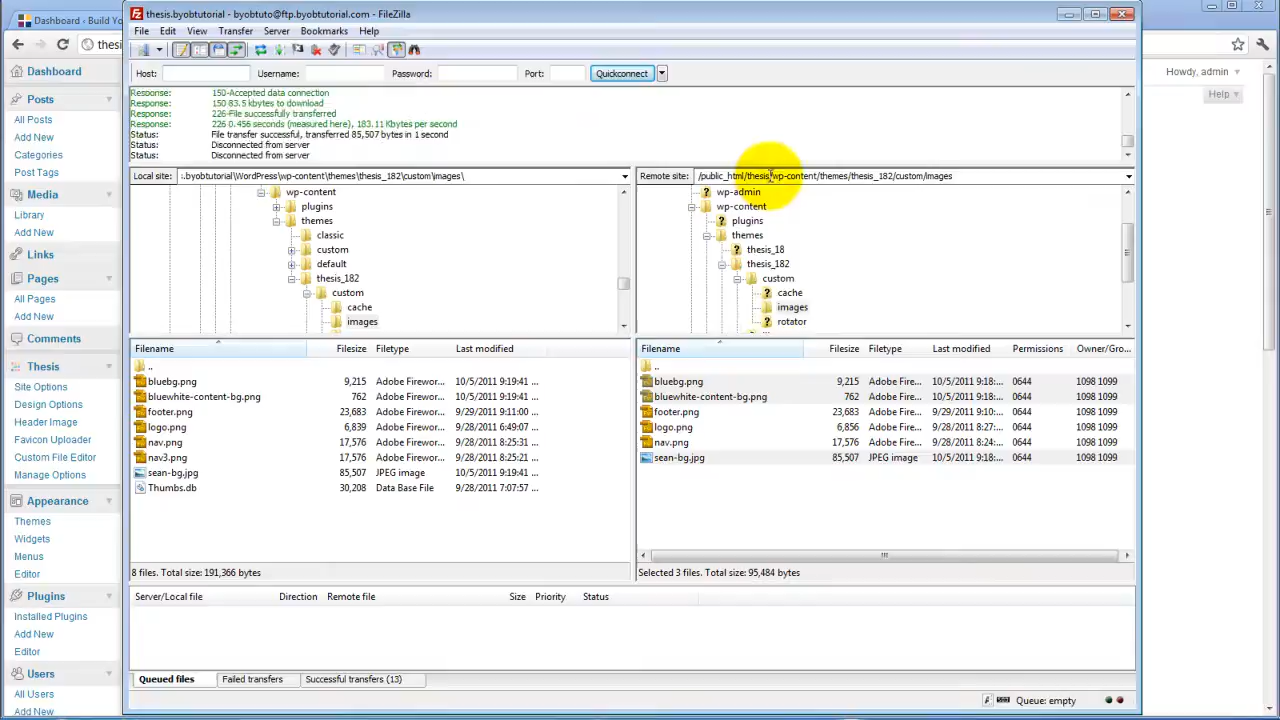 Dashboard ‹ Build Yo
thesis.byobtutorial - byobtuto@ftp.byobtutorial.com - FileZilla
thesi
File Edit View Transfer Server Bookmarks Help
Host: Username: Password: Port: Quickconnect
Response: 150-Accepted data connection
Response: 150 83.5 kbytes to download
Response: 226-File successfully transferred
Response: 226 0.456 seconds (measured here), 183.11 Kbytes per second
Status: File transfer successful, transferred 85,507 bytes in 1 second
Status: Disconnected from server
Status: Disconnected from server
Local site: :.byobtutorial\WordPress\wp-content\themes\thesis_182\custom\images\
wp-content
plugins
themes
classic
custom
default
thesis_182
custom
cache
images
Remote site: /public_html/thesis/wp-content/themes/thesis_182/custom/images
wp-admin
wp-content
plugins
themes
thesis_18
thesis_182
custom
cache
images
rotator
Filename Filesize Filetype Last modified
..
bluebg.png 9,215 Adobe Firewor... 10/5/2011 9:19:41 ...
bluewhite-content-bg.png 762 Adobe Firewor... 10/5/2011 9:19:41 ...
footer.png 23,683 Adobe Firewor... 9/29/2011 9:11:00 ...
logo.png 6,839 Adobe Firewor... 9/28/2011 6:49:07 ...
nav.png 17,576 Adobe Firewor... 9/28/2011 8:25:31 ...
nav3.png 17,576 Adobe Firewor... 9/28/2011 8:25:31 ...
sean-bg.jpg 85,507 JPEG image 10/5/2011 9:19:41 ...
Thumbs.db 30,208 Data Base File 9/28/2011 7:07:57 ...
8 files. Total size: 191,366 bytes
Filename Filesize Filetype Last modified Permissions Owner/Gro...
..
bluebg.png 9,215 Adobe Fire... 10/5/2011 9:18:... 0644 1098 1099
bluewhite-content-bg.png 762 Adobe Fire... 10/5/2011 9:18:... 0644 1098 1099
footer.png 23,683 Adobe Fire... 9/29/2011 9:10:... 0644 1098 1099
logo.png 6,856 Adobe Fire... 9/28/2011 8:27:... 0644 1098 1099
nav.png 17,576 Adobe Fire... 9/28/2011 8:24:... 0644 1098 1099
sean-bg.jpg 85,507 JPEG image 10/5/2011 9:18:... 0644 1098 1099
Selected 3 files. Total size: 95,484 bytes
Server/Local file Direction Remote file Size Priority Status
Queued files Failed transfers Successful transfers (13)
Queue: empty
Dashboard
Posts
All Posts
Add New
Categories
Post Tags
Media
Library
Add New
Links
Pages
All Pages
Add New
Comments
Thesis
Site Options
Design Options
Header Image
Favicon Uploader
Custom File Editor
Manage Options
Appearance
Themes
Widgets
Menus
Editor
Plugins
Installed Plugins
Add New
Editor
Users
All Users
Add New
Howdy, admin
Help